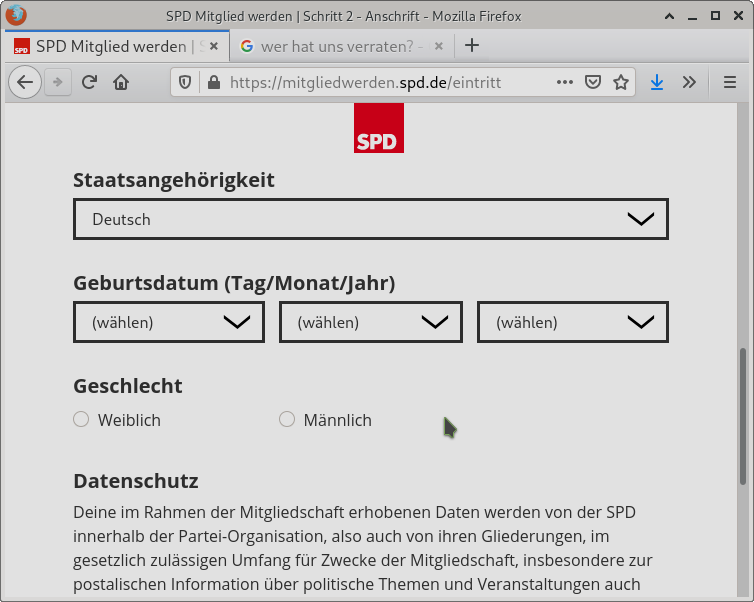 SPD Mitglied werden | Schritt 2 - Anschrift - Mozilla Firefox
SPD Mitglied werden | S
wer hat uns verraten? -
https://mitgliedwerden.spd.de/eintritt
SPD
Staatsangehörigkeit
Deutsch
Geburtsdatum (Tag/Monat/Jahr)
(wählen) (wählen) (wählen)
Geschlecht
Weiblich Männlich
Datenschutz
Deine im Rahmen der Mitgliedschaft erhobenen Daten werden von der SPD
innerhalb der Partei-Organisation, also auch von ihren Gliederungen, im
gesetzlich zulässigen Umfang für Zwecke der Mitgliedschaft, insbesondere zur
postalischen Information über politische Themen und Veranstaltungen auch